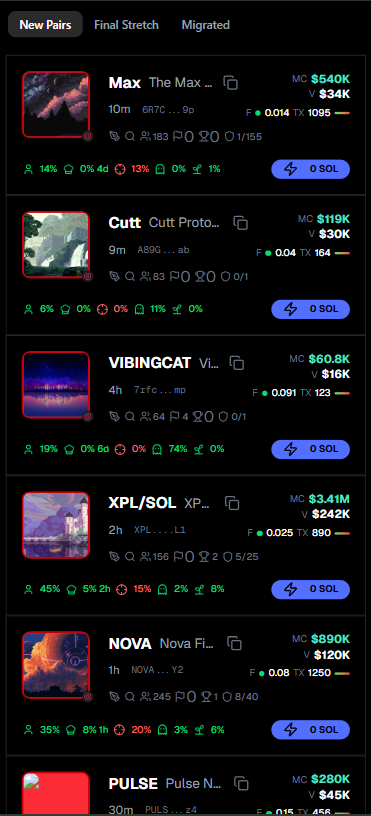 New Pairs Final Stretch Migrated
Max The Max ... MC $540K
V $34K
10m 6R7C...9p F 0.014 TX 1095
183 0 0 1/155
14% 0% 4d 13% 0% 1% 0 SOL
Cutt Cutt Proto... MC $119K
V $30K
9m A89G...ab F 0.04 TX 164
83 0 0 0/1
6% 0% 0% 11% 0% 0 SOL
VIBINGCAT Vi... MC $60.8K
V $16K
4h 7rfc...mp F 0.091 TX 123
64 4 0 0/1
19% 0% 6d 0% 74% 0% 0 SOL
XPL/SOL XP... MC $3.41M
V $242K
2h XPL....L1 F 0.025 TX 890
156 0 2 5/25
45% 5% 2h 15% 2% 8% 0 SOL
NOVA Nova Fi... MC $890K
V $120K
1h NOVA...Y2 F 0.08 TX 1250
245 0 1 8/40
35% 8% 1h 20% 3% 6% 0 SOL
PULSE Pulse N... MC $280K
V $45K
30m PULS...z4 F 0.15 TX 456